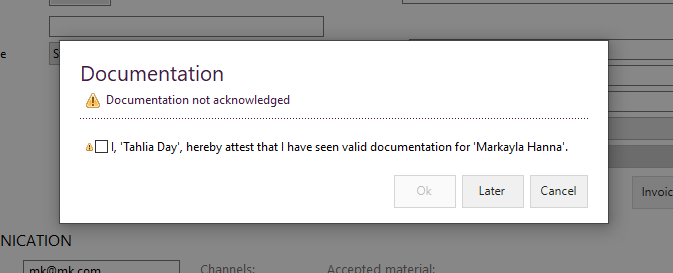 e
S
Documentation
Documentation not acknowledged
I, 'Tahlia Day', hereby attest that I have seen valid documentation for 'Markayla Hanna'.
Ok
Later
Cancel
Invoic
NICATION
mk@mk.com
Channels:
Accepted material: